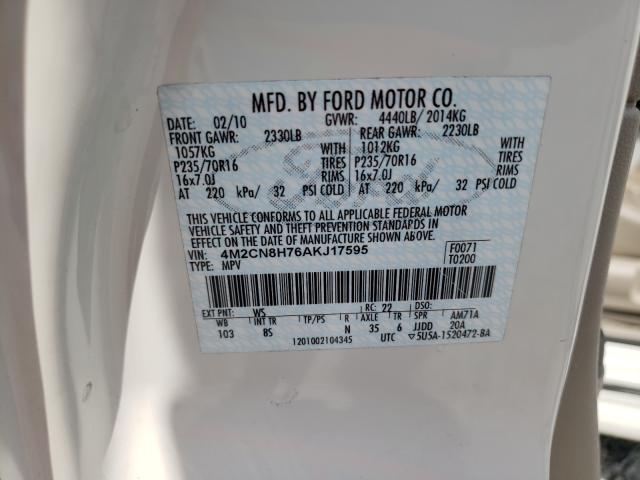 MFD. BY FORD MOTOR CO.
DATE: 02/10 GVWR: 4440LB/ 2014KG
FRONT GAWR: 2330LB REAR GAWR: 2230LB
1057KG WITH 1012KG WITH
P235/70R16 TIRES P235/70R16 TIRES
16x7.0J RIMS 16x7.0J RIMS
AT 220 kPa/ 32 PSI COLD AT 220 kPa/ 32 PSI COLD
THIS VEHICLE CONFORMS TO ALL APPLICABLE FEDERAL MOTOR
VEHICLE SAFETY AND THEFT PREVENTION STANDARDS IN
EFFECT ON THE DATE OF MANUFACTURE SHOWN ABOVE.
VIN: 4M2CN8H76AKJ17595 F0071
TYPE: MPV T0200
EXT PNT: WS RC: 22 DSO:
WB INT TR TP/PS R AXLE TR SPR AM71A
103 8S N 35 6 JJDD 20A
1201002104345 UTC 5U5A-1520472-BA
Ford